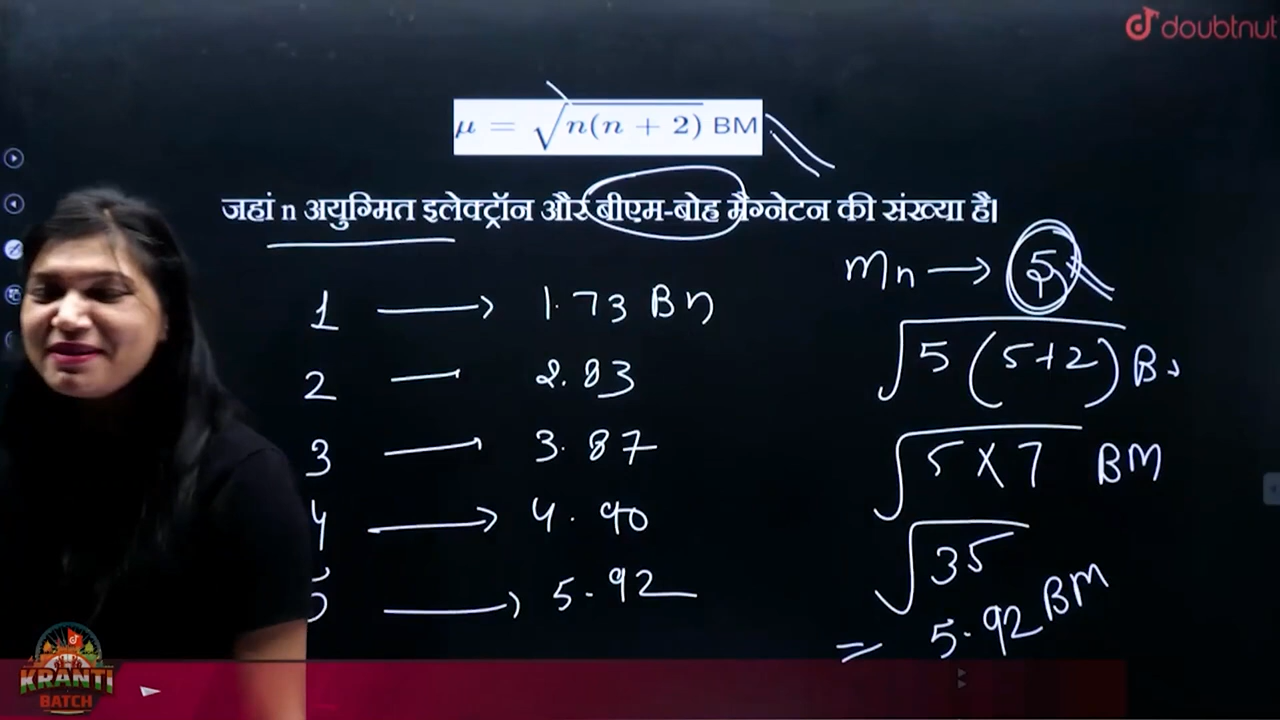 doubtnut
μ = √n(n + 2) BM
जहां n अयुग्मित इलेक्ट्रॉन और बीएम-बोह मैग्नेटन की संख्या है।
Mn → 5
1 → 1.73 Bη
2 — 2.83
3 → 3.87
4 → 4.90
5 → 5.92
√5 (5+2) B
√5 x 7 BM
√35
= 5.92 BM
KRANTI
BATCH